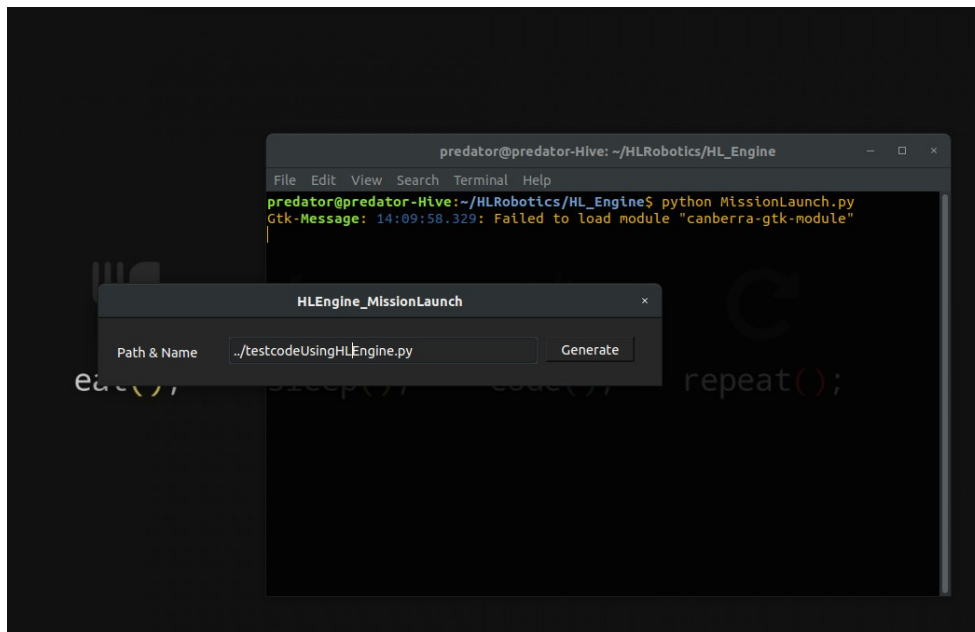 predator@predator-Hive: ~/HLRobotics/HL_Engine
File Edit View Search Terminal Help
predator@predator-Hive:~/HLRobotics/HL_Engine$ python MissionLaunch.py
Gtk-Message: 14:09:58.329: Failed to load module "canberra-gtk-module"
HLEngine_MissionLaunch
Path & Name ../testcodeUsingHLEngine.py Generate
eat(); sleep(); code(); repeat();